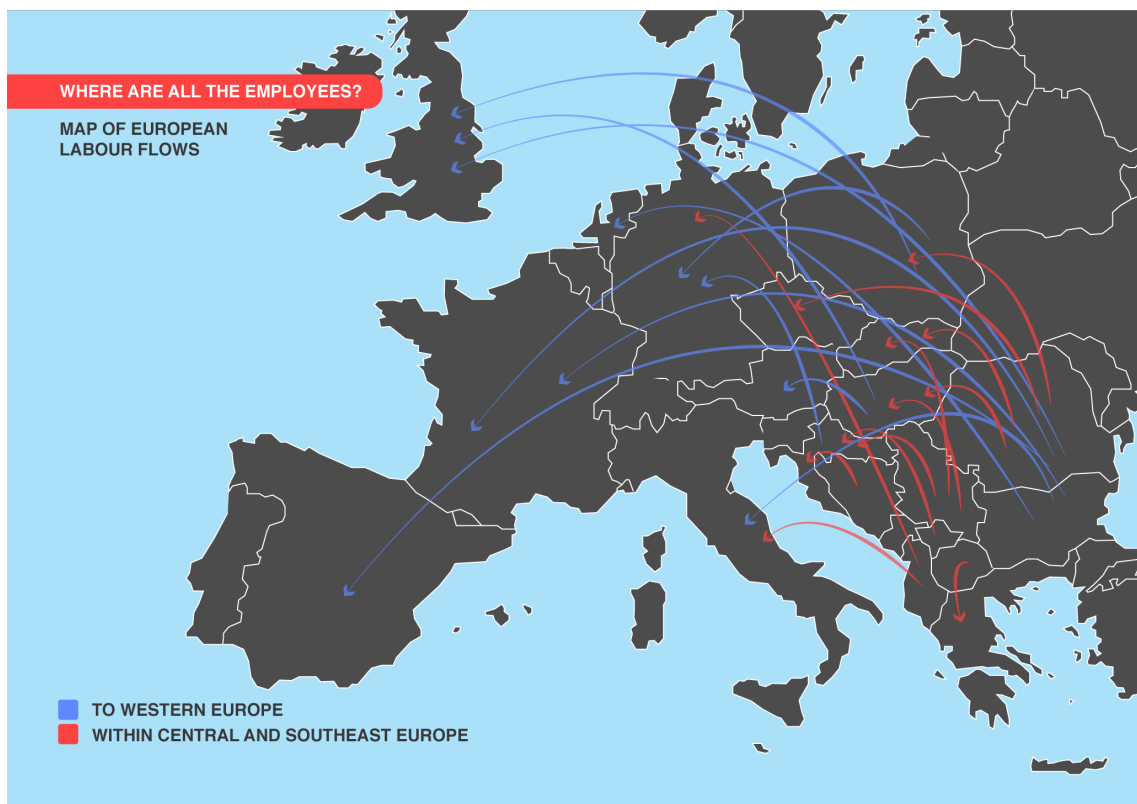 WHERE ARE ALL THE EMPLOYEES?
MAP OF EUROPEAN
LABOUR FLOWS
TO WESTERN EUROPE
WITHIN CENTRAL AND SOUTHEAST EUROPE